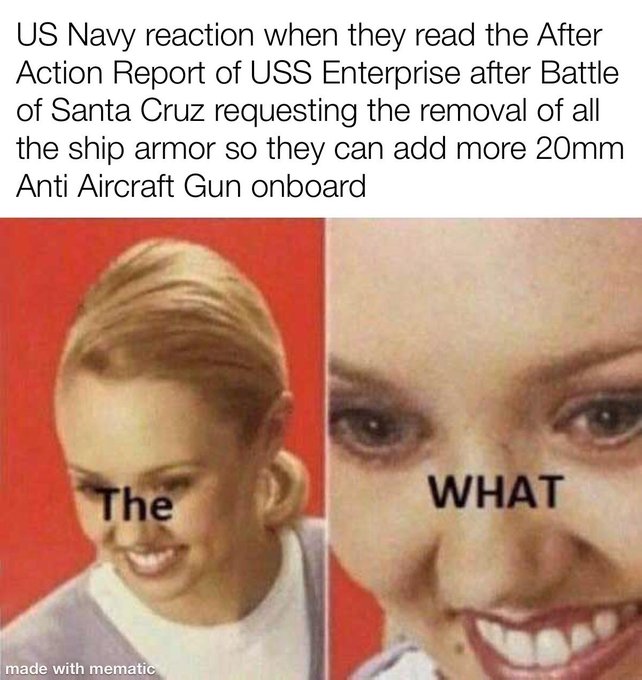 US Navy reaction when they read the After
Action Report of USS Enterprise after Battle
of Santa Cruz requesting the removal of all
the ship armor so they can add more 20mm
Anti Aircraft Gun onboard
The
WHAT
made with mematic